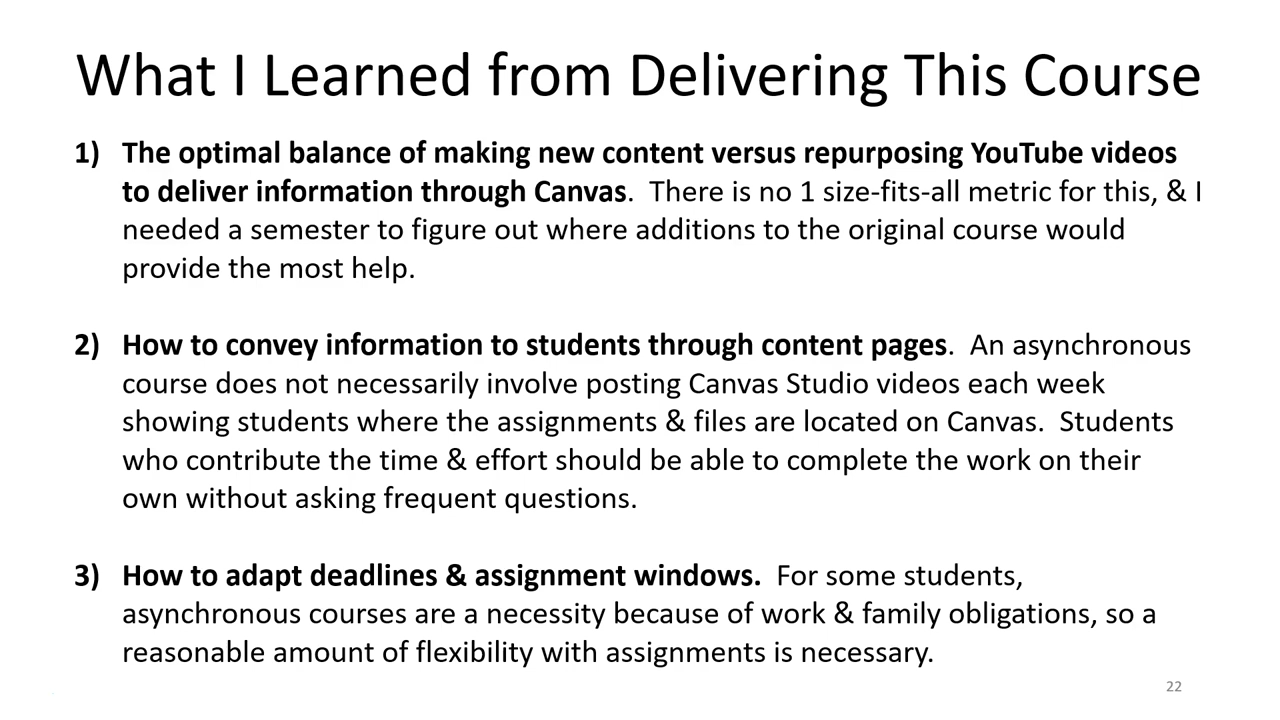 What I Learned from Delivering This Course
1) The optimal balance of making new content versus repurposing YouTube videos
to deliver information through Canvas. There is no 1 size-fits-all metric for this, & I
needed a semester to figure out where additions to the original course would
provide the most help.
2) How to convey information to students through content pages. An asynchronous
course does not necessarily involve posting Canvas Studio videos each week
showing students where the assignments & files are located on Canvas. Students
who contribute the time & effort should be able to complete the work on their
own without asking frequent questions.
3) How to adapt deadlines & assignment windows. For some students,
asynchronous courses are a necessity because of work & family obligations, so a
reasonable amount of flexibility with assignments is necessary.
22